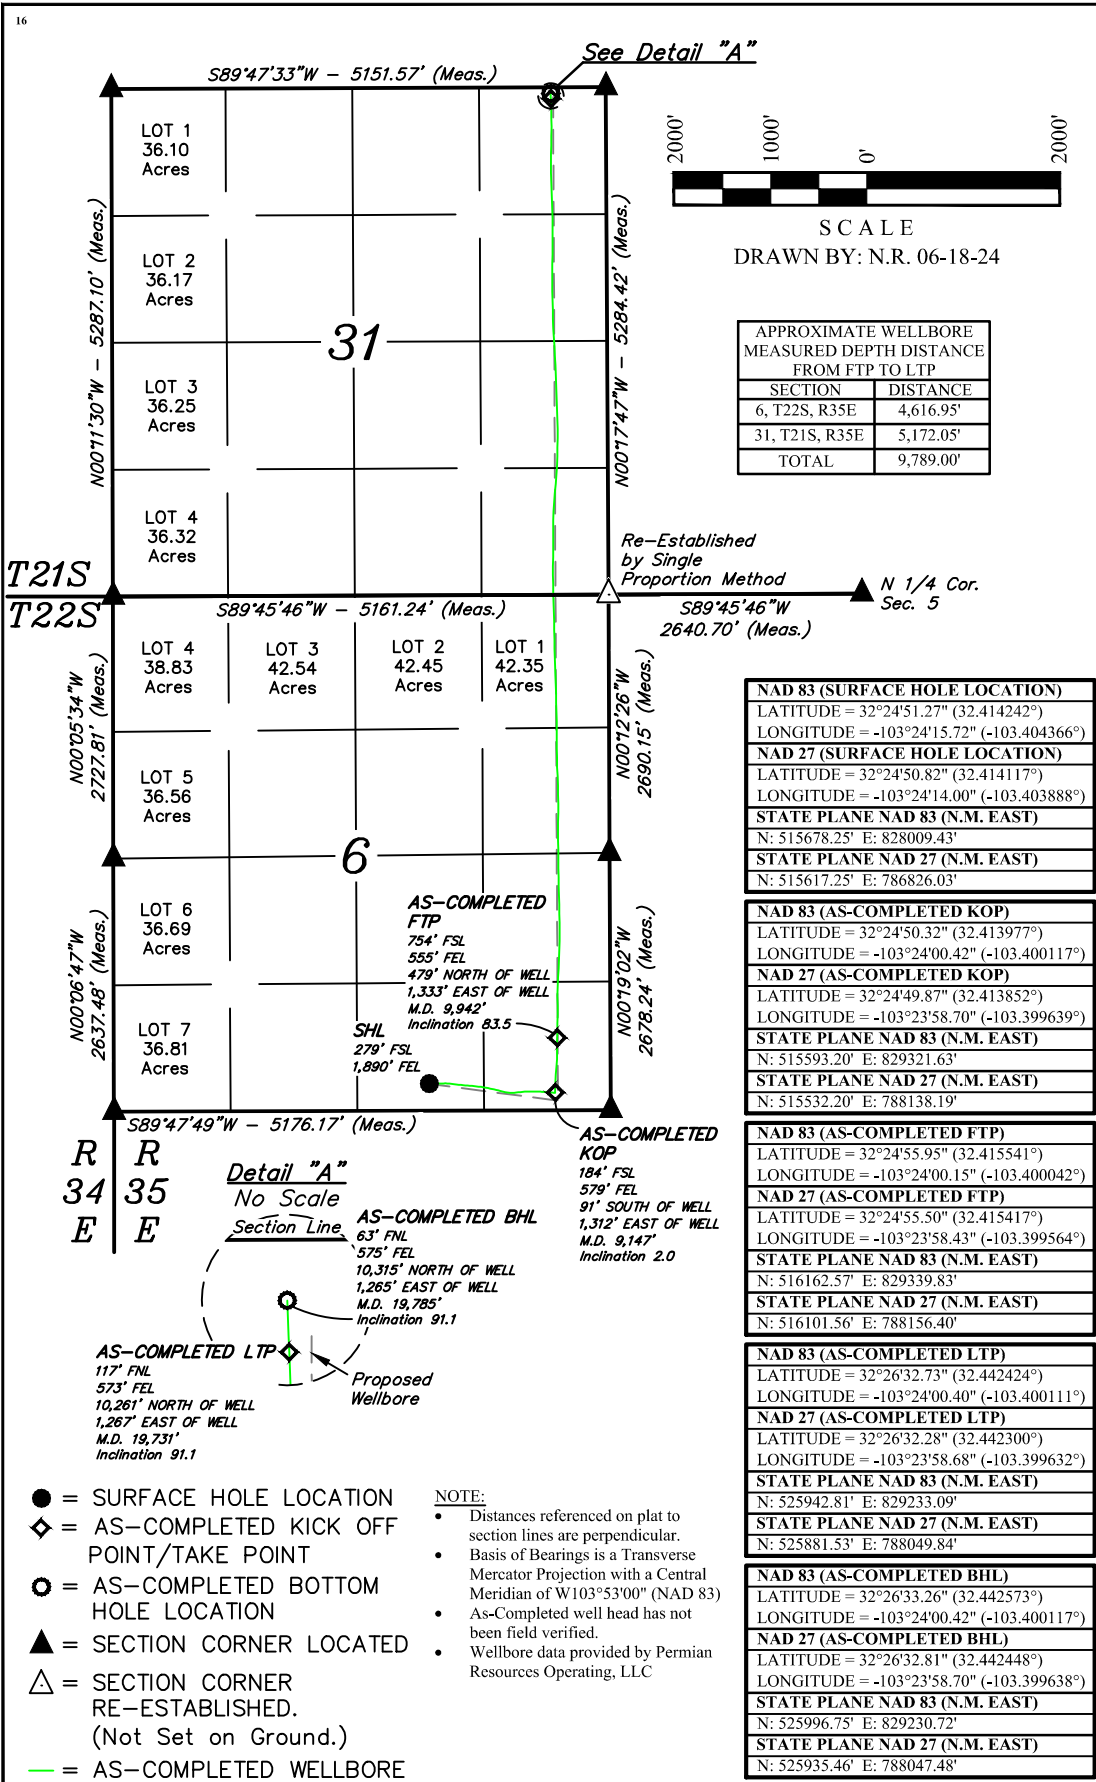 16
See Detail "A"
S89°47'33"W – 5151.57' (Meas.)
LOT 1
36.10
Acres
LOT 2
36.17
Acres
N00°11'30"W – 5287.10' (Meas.)
31
LOT 3
36.25
Acres
LOT 4
36.32
Acres
N00°17'47"W – 5284.42' (Meas.)
2000'
1000'
0'
2000'
SCALE
DRAWN BY: N.R. 06-18-24
APPROXIMATE WELLBORE
MEASURED DEPTH DISTANCE
FROM FTP TO LTP
SECTION DISTANCE
6, T22S, R35E 4,616.95'
31, T21S, R35E 5,172.05'
TOTAL 9,789.00'
Re-Established
by Single
Proportion Method
N 1/4 Cor.
Sec. 5
T21S
T22S
S89°45'46"W – 5161.24' (Meas.)
S89°45'46"W
2640.70' (Meas.)
LOT 4
38.83
Acres
LOT 3
42.54
Acres
LOT 2
42.45
Acres
LOT 1
42.35
Acres
N00°05'34"W
2727.81' (Meas.)
N00°12'26"W
2690.15' (Meas.)
LOT 5
36.56
Acres
6
LOT 6
36.69
Acres
LOT 7
36.81
Acres
N00°06'47"W
2637.48' (Meas.)
N00°19'02"W
2678.24' (Meas.)
AS-COMPLETED
FTP
754' FSL
555' FEL
479' NORTH OF WELL
1,333' EAST OF WELL
M.D. 9,942'
Inclination 83.5
SHL
279' FSL
1,890' FEL
S89°47'49"W – 5176.17' (Meas.)
AS-COMPLETED
KOP
184' FSL
579' FEL
91' SOUTH OF WELL
1,312' EAST OF WELL
M.D. 9,147'
Inclination 2.0
R R
34 35
E E
Detail "A"
No Scale
Section Line
AS-COMPLETED BHL
63' FNL
575' FEL
10,315' NORTH OF WELL
1,265' EAST OF WELL
M.D. 19,785'
Inclination 91.1
AS-COMPLETED LTP
117' FNL
573' FEL
10,261' NORTH OF WELL
1,267' EAST OF WELL
M.D. 19,731'
Inclination 91.1
Proposed
Wellbore
NAD 83 (SURFACE HOLE LOCATION)
LATITUDE = 32°24'51.27" (32.414242°)
LONGITUDE = -103°24'15.72" (-103.404366°)
NAD 27 (SURFACE HOLE LOCATION)
LATITUDE = 32°24'50.82" (32.414117°)
LONGITUDE = -103°24'14.00" (-103.403888°)
STATE PLANE NAD 83 (N.M. EAST)
N: 515678.25' E: 828009.43'
STATE PLANE NAD 27 (N.M. EAST)
N: 515617.25' E: 786826.03'
NAD 83 (AS-COMPLETED KOP)
LATITUDE = 32°24'50.32" (32.413977°)
LONGITUDE = -103°24'00.42" (-103.400117°)
NAD 27 (AS-COMPLETED KOP)
LATITUDE = 32°24'49.87" (32.413852°)
LONGITUDE = -103°23'58.70" (-103.399639°)
STATE PLANE NAD 83 (N.M. EAST)
N: 515593.20' E: 829321.63'
STATE PLANE NAD 27 (N.M. EAST)
N: 515532.20' E: 788138.19'
NAD 83 (AS-COMPLETED FTP)
LATITUDE = 32°24'55.95" (32.415541°)
LONGITUDE = -103°24'00.15" (-103.400042°)
NAD 27 (AS-COMPLETED FTP)
LATITUDE = 32°24'55.50" (32.415417°)
LONGITUDE = -103°23'58.43" (-103.399564°)
STATE PLANE NAD 83 (N.M. EAST)
N: 516162.57' E: 829339.83'
STATE PLANE NAD 27 (N.M. EAST)
N: 516101.56' E: 788156.40'
NAD 83 (AS-COMPLETED LTP)
LATITUDE = 32°26'32.73" (32.442424°)
LONGITUDE = -103°24'00.40" (-103.400111°)
NAD 27 (AS-COMPLETED LTP)
LATITUDE = 32°26'32.28" (32.442300°)
LONGITUDE = -103°23'58.68" (-103.399632°)
STATE PLANE NAD 83 (N.M. EAST)
N: 525942.81' E: 829233.09'
STATE PLANE NAD 27 (N.M. EAST)
N: 525881.53' E: 788049.84'
NAD 83 (AS-COMPLETED BHL)
LATITUDE = 32°26'33.26" (32.442573°)
LONGITUDE = -103°24'00.42" (-103.400117°)
NAD 27 (AS-COMPLETED BHL)
LATITUDE = 32°26'32.81" (32.442448°)
LONGITUDE = -103°23'58.70" (-103.399638°)
STATE PLANE NAD 83 (N.M. EAST)
N: 525996.75' E: 829230.72'
STATE PLANE NAD 27 (N.M. EAST)
N: 525935.46' E: 788047.48'
= SURFACE HOLE LOCATION
= AS-COMPLETED KICK OFF
POINT/TAKE POINT
= AS-COMPLETED BOTTOM
HOLE LOCATION
= SECTION CORNER LOCATED
= SECTION CORNER
RE-ESTABLISHED.
(Not Set on Ground.)
= AS-COMPLETED WELLBORE
NOTE:
• Distances referenced on plat to
section lines are perpendicular.
• Basis of Bearings is a Transverse
Mercator Projection with a Central
Meridian of W103°53'00" (NAD 83)
• As-Completed well head has not
been field verified.
• Wellbore data provided by Permian
Resources Operating, LLC